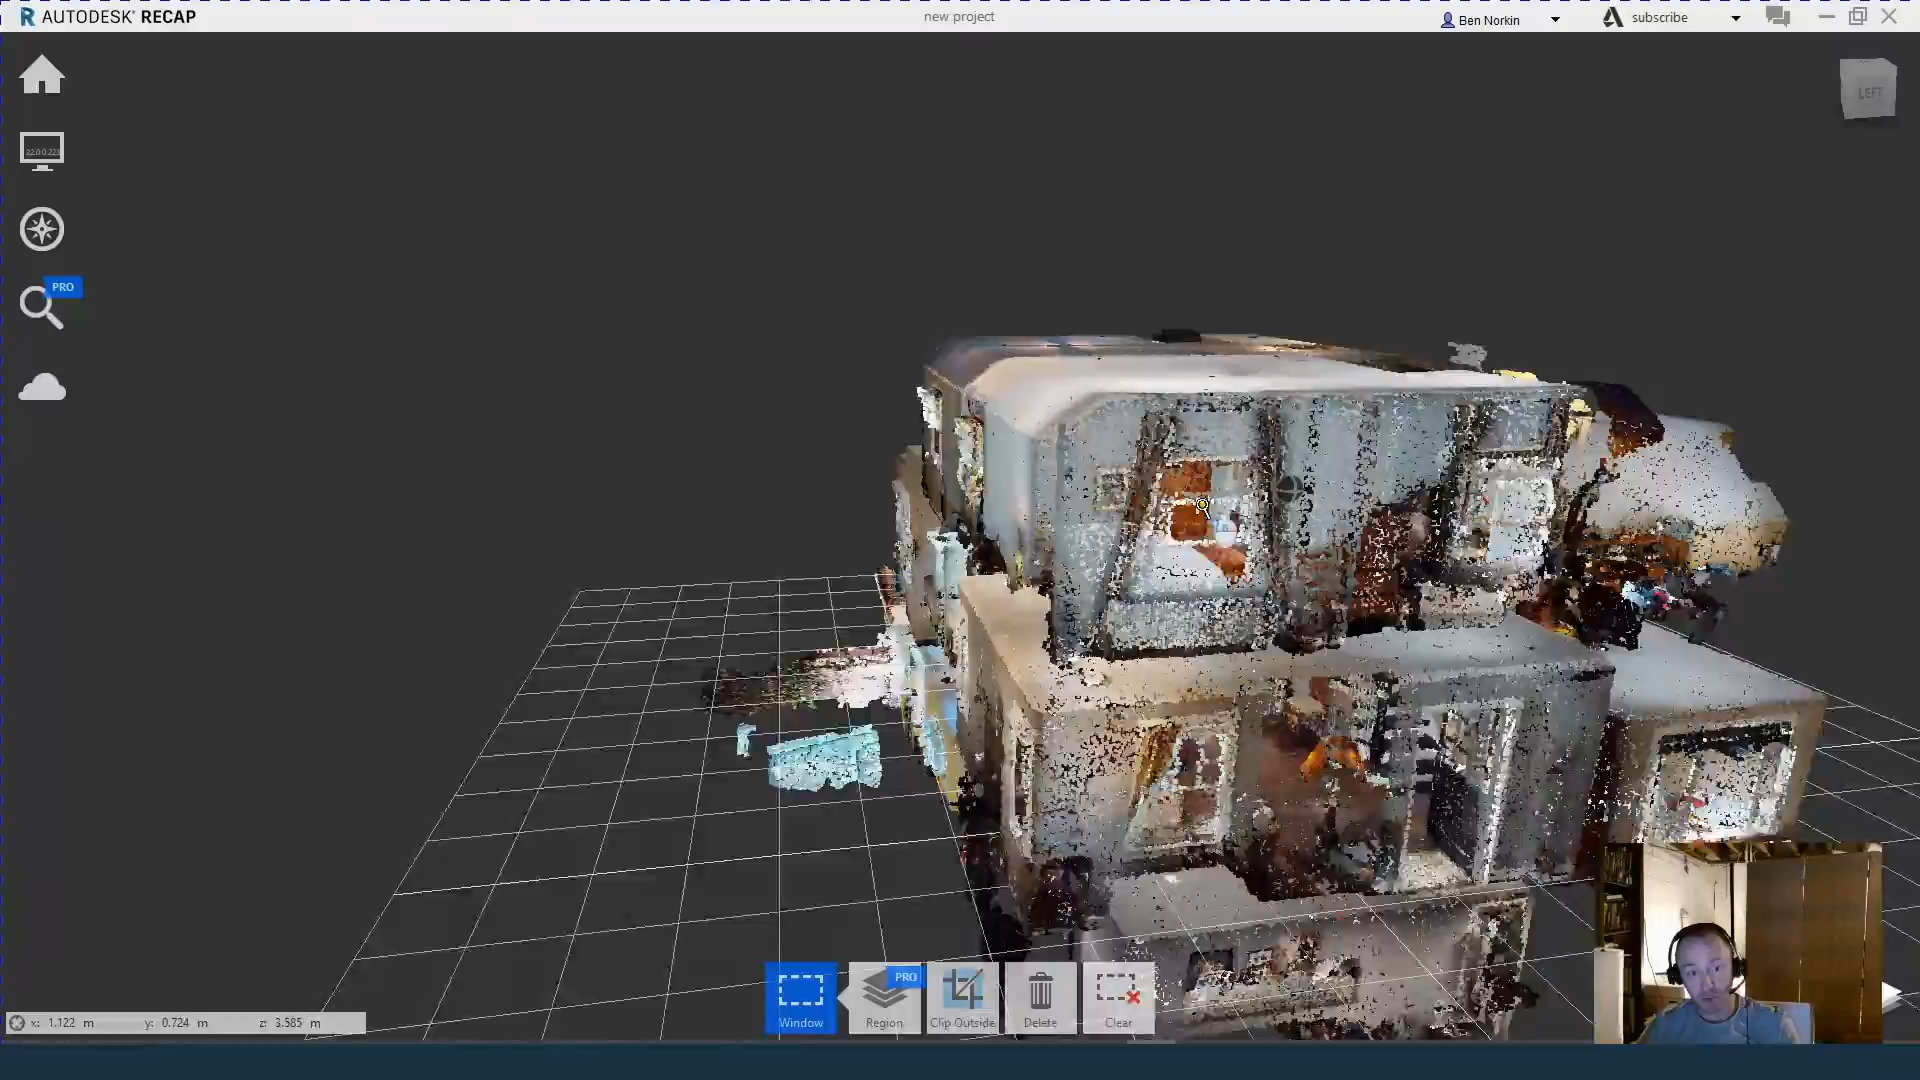 AUTODESK® RECAP
new project
Ben Norkin
subscribe
LEFT
PRO
PRO
Window
Region
Clip Outside
Delete
Clear
x: 1.122 m y: 0.724 m z: 3.585 m